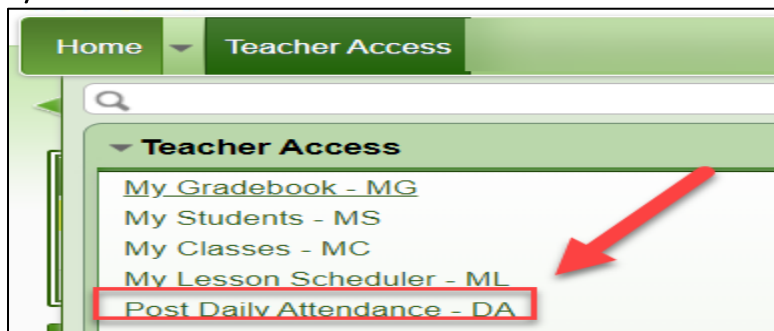 Home Teacher Access
Teacher Access
My Gradebook - MG
My Students - MS
My Classes - MC
My Lesson Scheduler - ML
Post Daily Attendance - DA